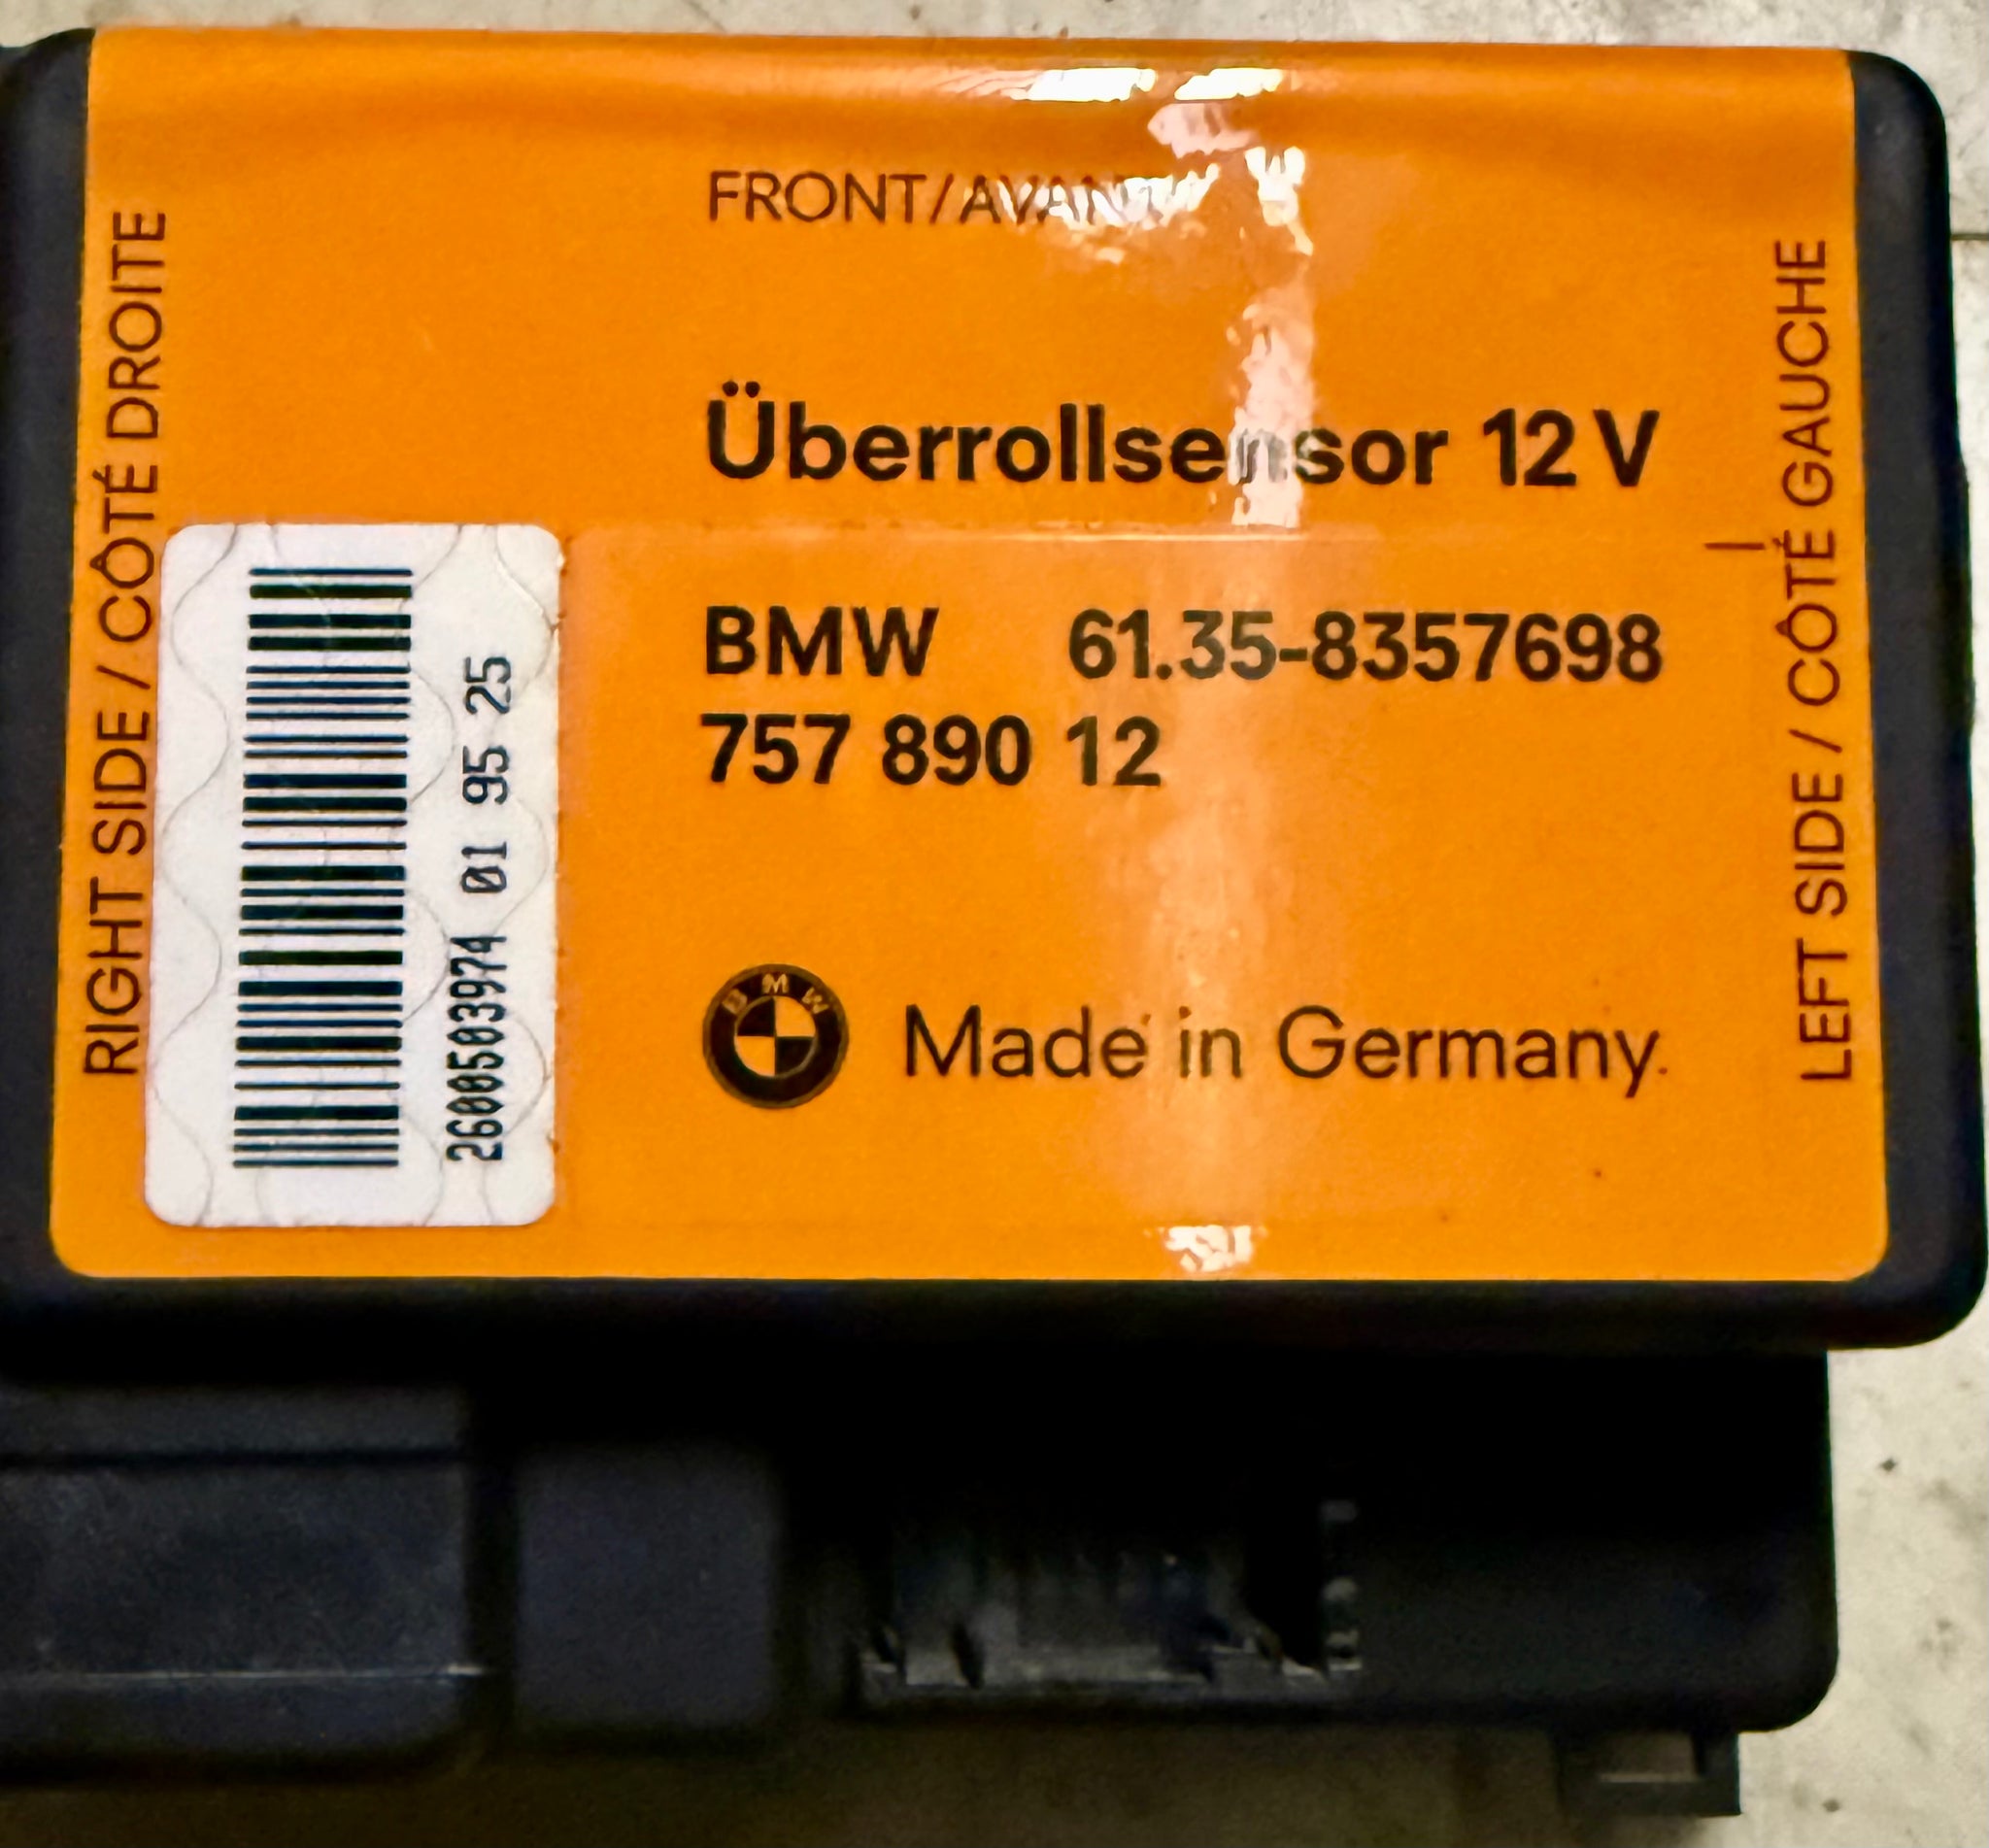 FRONT/AVANT
RIGHT SIDE / CÔTÉ DROITE
LEFT SIDE / CÔTÉ GAUCHE
Überrollsensor 12 V
BMW 61.35-8357698
757 890 12
2600503974 01 95 25
BMW
Made in Germany